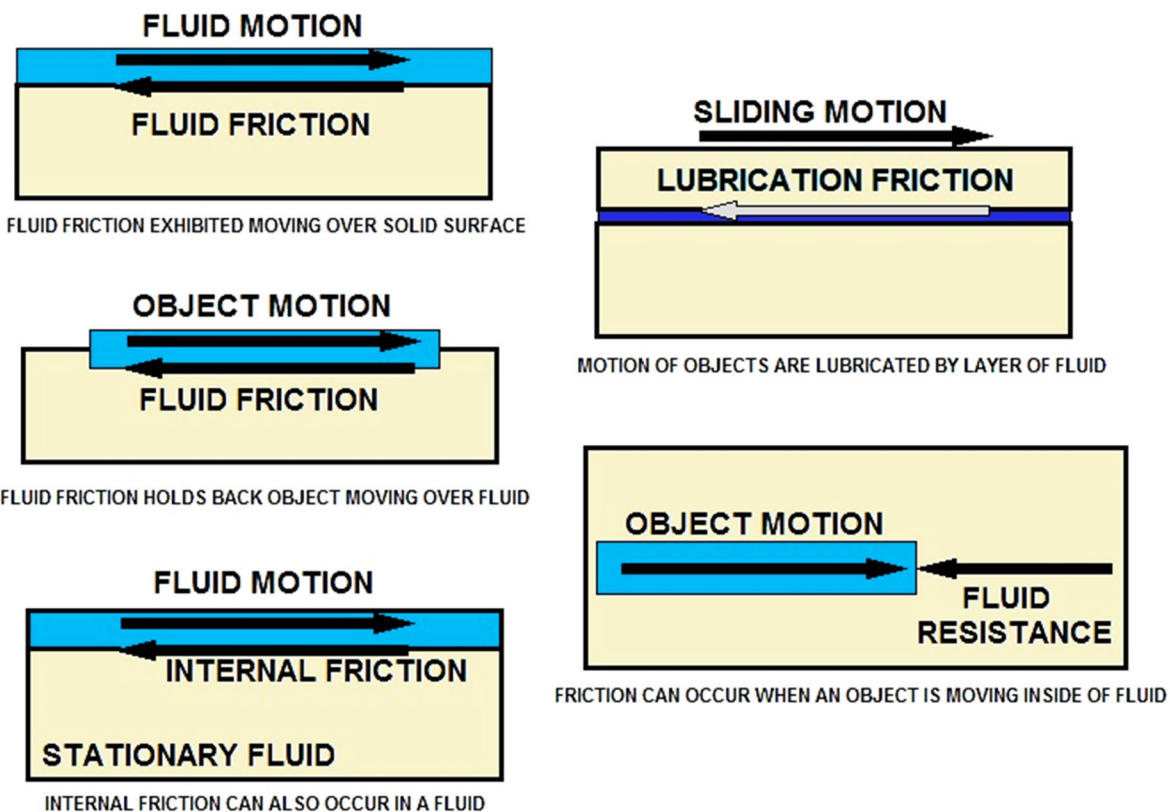 FLUID MOTION
FLUID FRICTION
FLUID FRICTION EXHIBITED MOVING OVER SOLID SURFACE
OBJECT MOTION
FLUID FRICTION
FLUID FRICTION HOLDS BACK OBJECT MOVING OVER FLUID
FLUID MOTION
INTERNAL FRICTION
STATIONARY FLUID
INTERNAL FRICTION CAN ALSO OCCUR IN A FLUID
SLIDING MOTION
LUBRICATION FRICTION
MOTION OF OBJECTS ARE LUBRICATED BY LAYER OF FLUID
OBJECT MOTION
FLUID
RESISTANCE
FRICTION CAN OCCUR WHEN AN OBJECT IS MOVING INSIDE OF FLUID